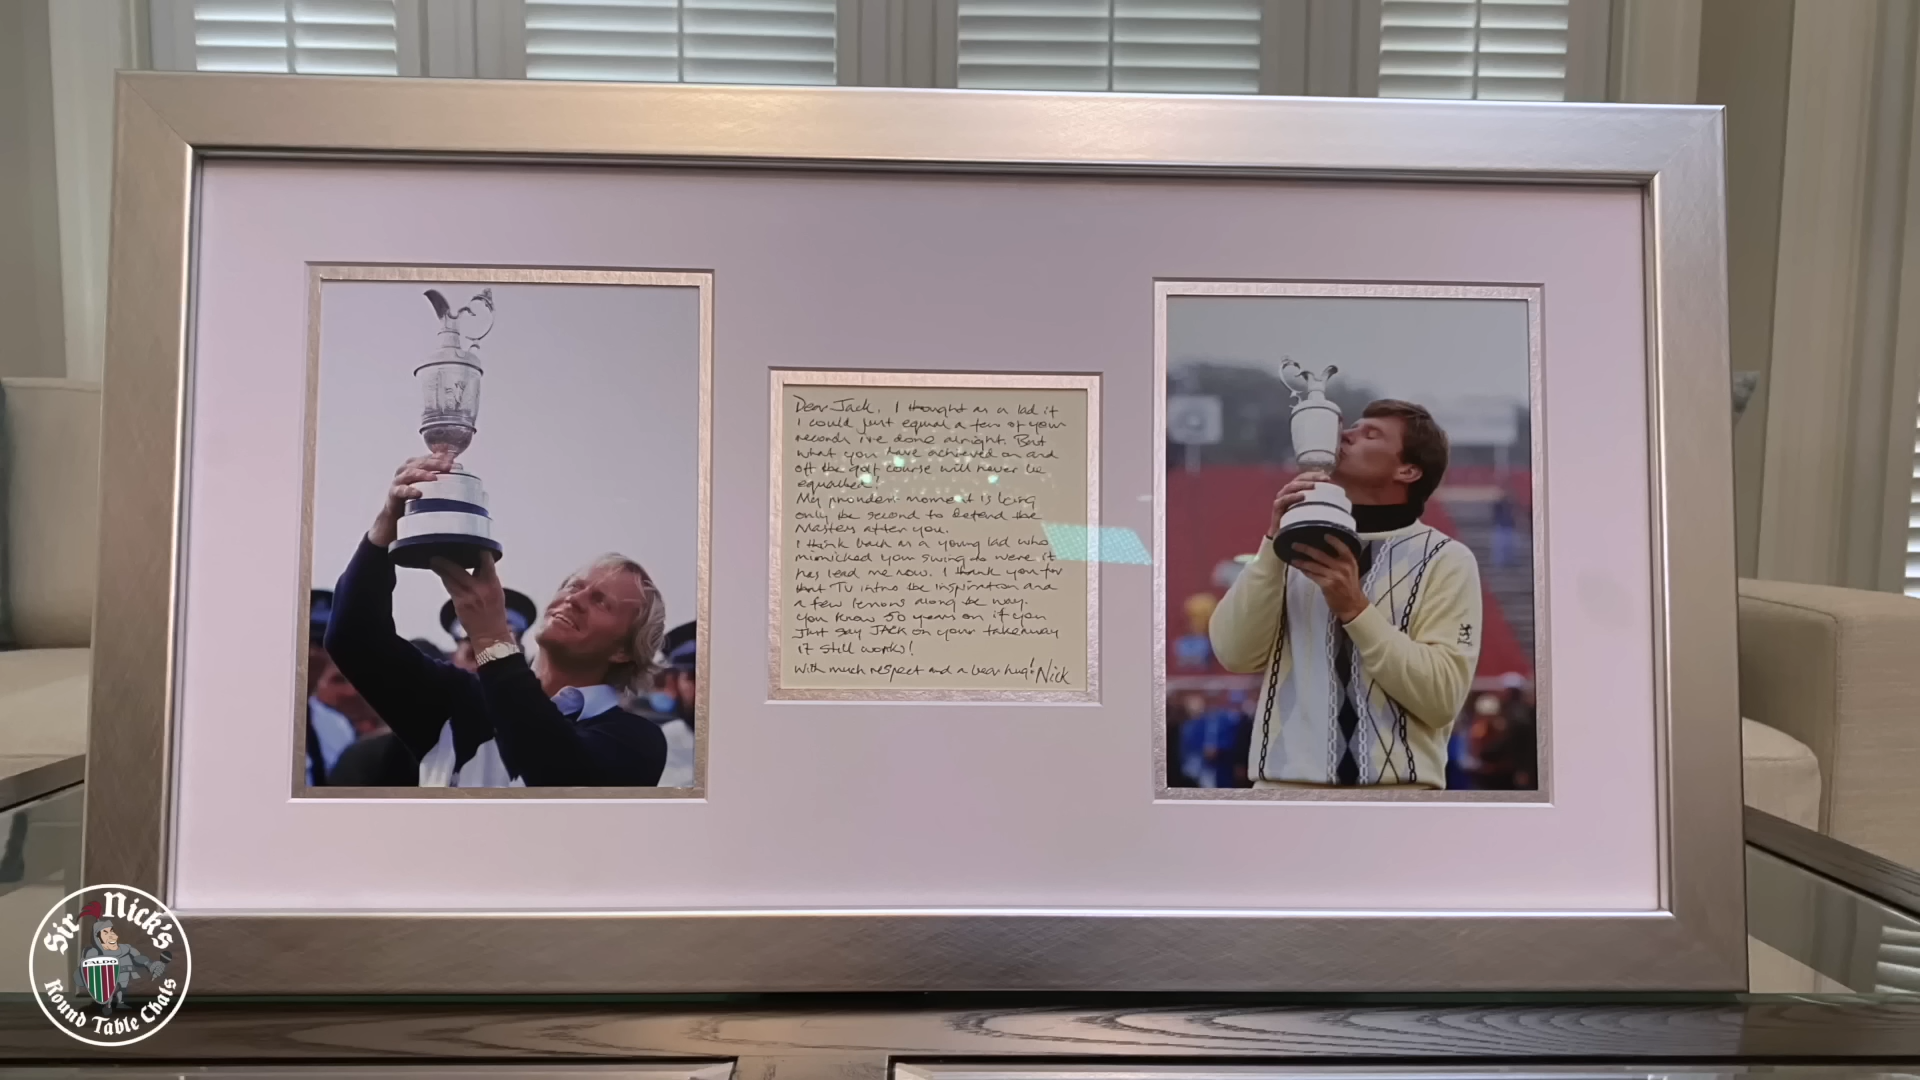 Dear Jack, I thought as a lad if
I could just equal a few of your
records i've done alright. But
what you have achieved on and
off the golf course will never be
equalled!
My proudest moment is being
only the second to defend the
Masters after you.
I think back as a young lad who
mimicked your swing to were it
has lead me now. I thank you for
that TV intro the inspiration and
a few lessons along the way.
You know 50 years on if you
Just say JACK on your takeaway
it still works!
With much respect and a bear hug! Nick
Sir Nick's
FALDO
Round Table Chats